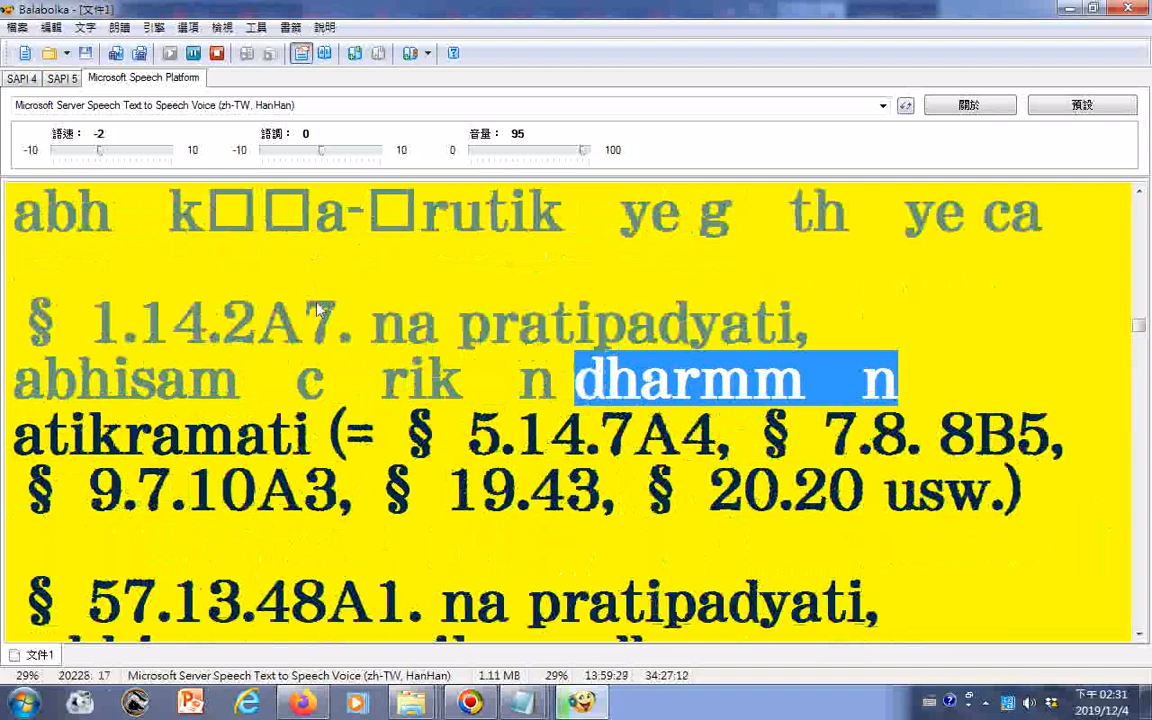 Balabolka - [文件1]
檔案 編輯 文字 朗讀 引擎 選項 檢視 工具 書籤 說明
SAPI 4 SAPI 5 Microsoft Speech Platform
Microsoft Server Speech Text to Speech Voice (zh-TW, HanHan) 關於 預設
語速： -2 語調： 0 音量： 95
-10 10 -10 10 0 100
abh k□□a-□rutik ye g th ye ca
§ 1.14.2A7. na pratipadyati,
abhisam c rik n dharmm n
atikramati (= § 5.14.7A4, § 7.8. 8B5,
§ 9.7.10A3, § 19.43, § 20.20 usw.)
§ 57.13.48A1. na pratipadyati,
文件1
29% 20228: 17 Microsoft Server Speech Text to Speech Voice (zh-TW, HanHan) 1.11 MB 29% 13:59:29 34:27:12
下午 02:31
2019/12/4